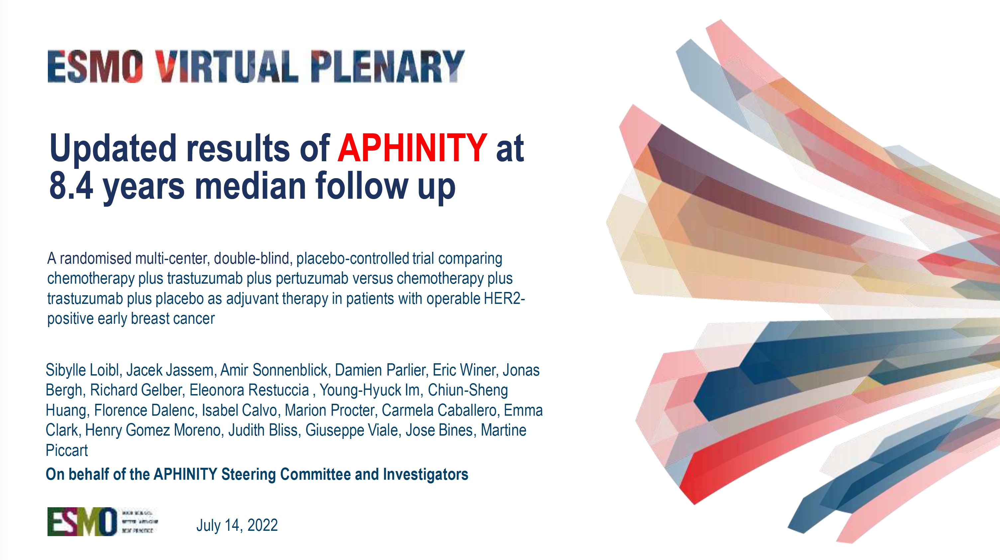 ESMO VIRTUAL PLENARY
Updated results of APHINITY at
8.4 years median follow up
A randomised multi-center, double-blind, placebo-controlled trial comparing
chemotherapy plus trastuzumab plus pertuzumab versus chemotherapy plus
trastuzumab plus placebo as adjuvant therapy in patients with operable HER2-
positive early breast cancer
Sibylle Loibl, Jacek Jassem, Amir Sonnenblick, Damien Parlier, Eric Winer, Jonas
Bergh, Richard Gelber, Eleonora Restuccia , Young-Hyuck Im, Chiun-Sheng
Huang, Florence Dalenc, Isabel Calvo, Marion Procter, Carmela Caballero, Emma
Clark, Henry Gomez Moreno, Judith Bliss, Giuseppe Viale, Jose Bines, Martine
Piccart
On behalf of the APHINITY Steering Committee and Investigators
ESMO
BEST PRACTICE
July 14, 2022